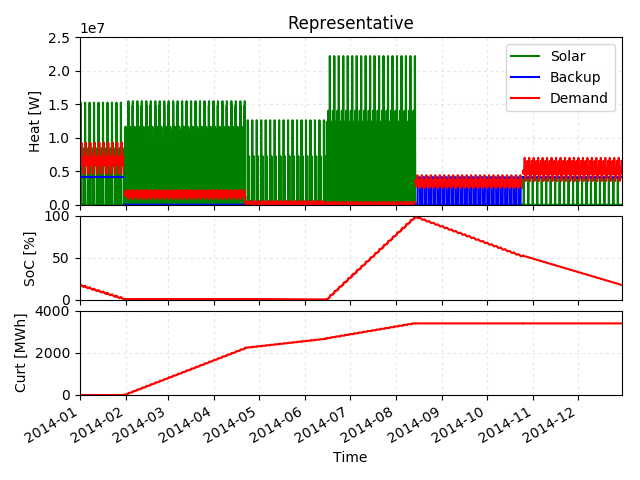 Representative
1e7
2.5
2.0
1.5
1.0
0.5
0.0
Heat [W]
Solar
Backup
Demand
100
50
0
SoC [%]
4000
2000
0
Curt [MWh]
2014-01
2014-02
2014-03
2014-04
2014-05
2014-06
2014-07
2014-08
2014-09
2014-10
2014-11
2014-12
Time